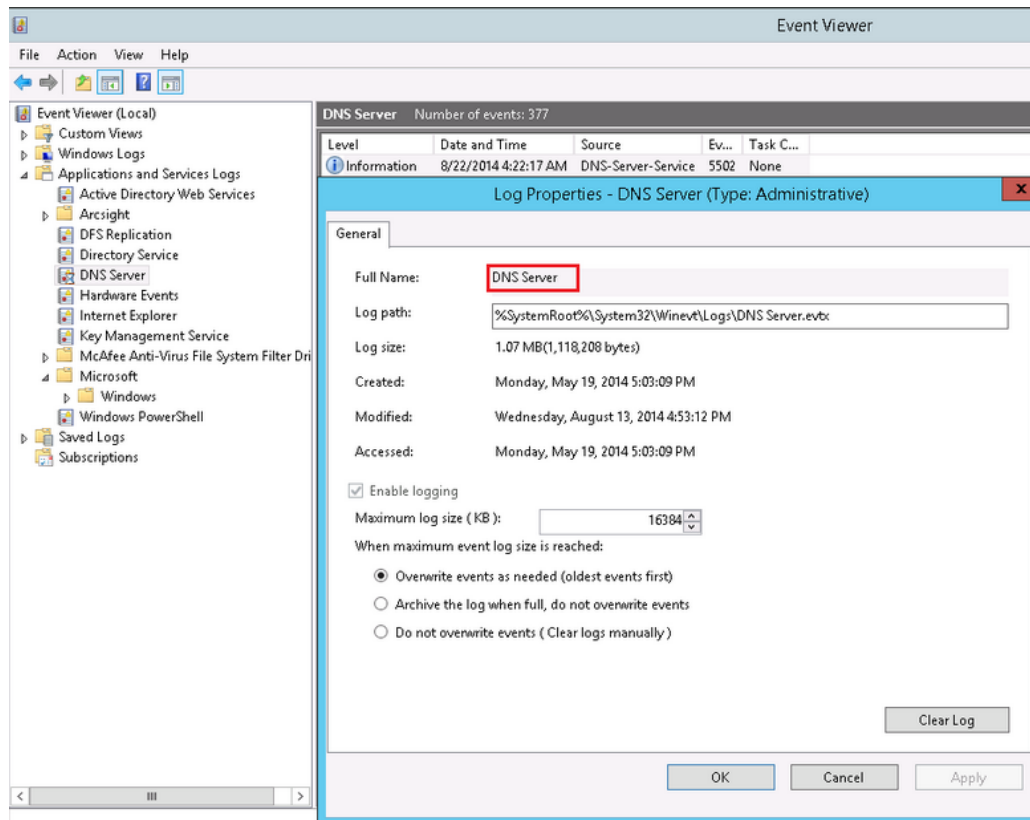 Event Viewer
File Action View Help
Event Viewer (Local)
Custom Views
Windows Logs
Applications and Services Logs
Active Directory Web Services
Arcsight
DFS Replication
Directory Service
DNS Server
Hardware Events
Internet Explorer
Key Management Service
McAfee Anti-Virus File System Filter Dri
Microsoft
Windows
Windows PowerShell
Saved Logs
Subscriptions
DNS Server Number of events: 377
Level Date and Time Source Ev... Task C...
Information 8/22/2014 4:22:17 AM DNS-Server-Service 5502 None
Log Properties - DNS Server (Type: Administrative)
x
General
Full Name: DNS Server
Log path: %SystemRoot%\System32\Winevt\Logs\DNS Server.evtx
Log size: 1.07 MB(1,118,208 bytes)
Created: Monday, May 19, 2014 5:03:09 PM
Modified: Wednesday, August 13, 2014 4:53:12 PM
Accessed: Monday, May 19, 2014 5:03:09 PM
Enable logging
Maximum log size ( KB ): 16384
When maximum event log size is reached:
Overwrite events as needed (oldest events first)
Archive the log when full, do not overwrite events
Do not overwrite events ( Clear logs manually )
Clear Log
OK Cancel Apply